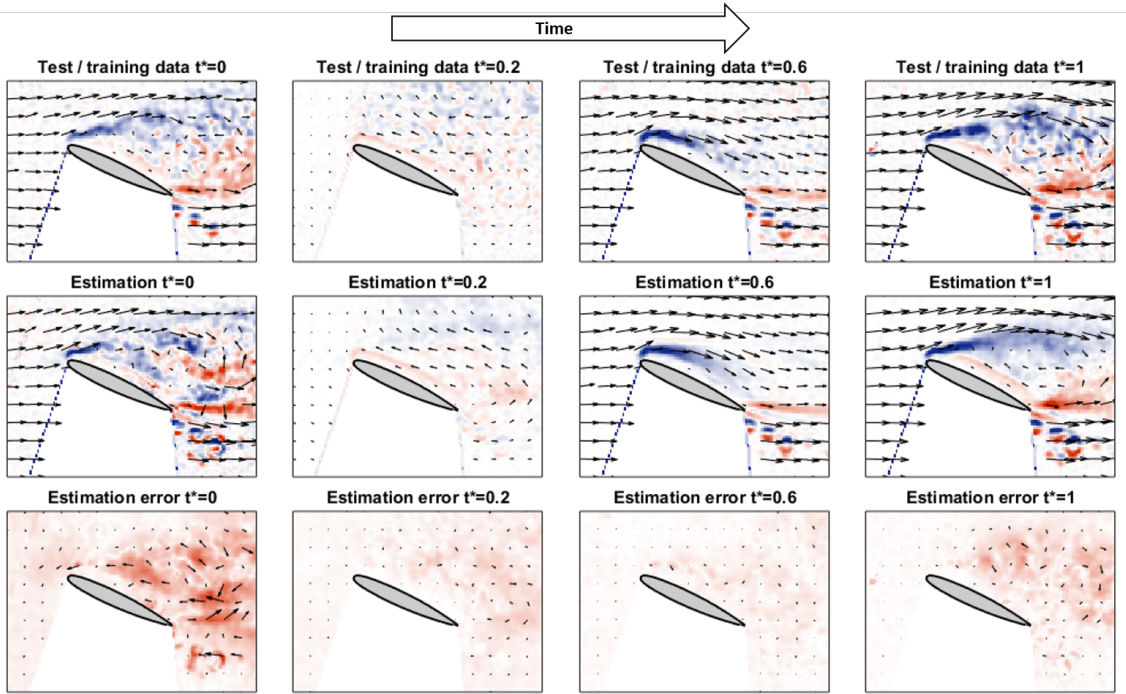 Time
Test / training data t*=0
Test / training data t*=0.2
Test / training data t*=0.6
Test / training data t*=1
Estimation t*=0
Estimation t*=0.2
Estimation t*=0.6
Estimation t*=1
Estimation error t*=0
Estimation error t*=0.2
Estimation error t*=0.6
Estimation error t*=1